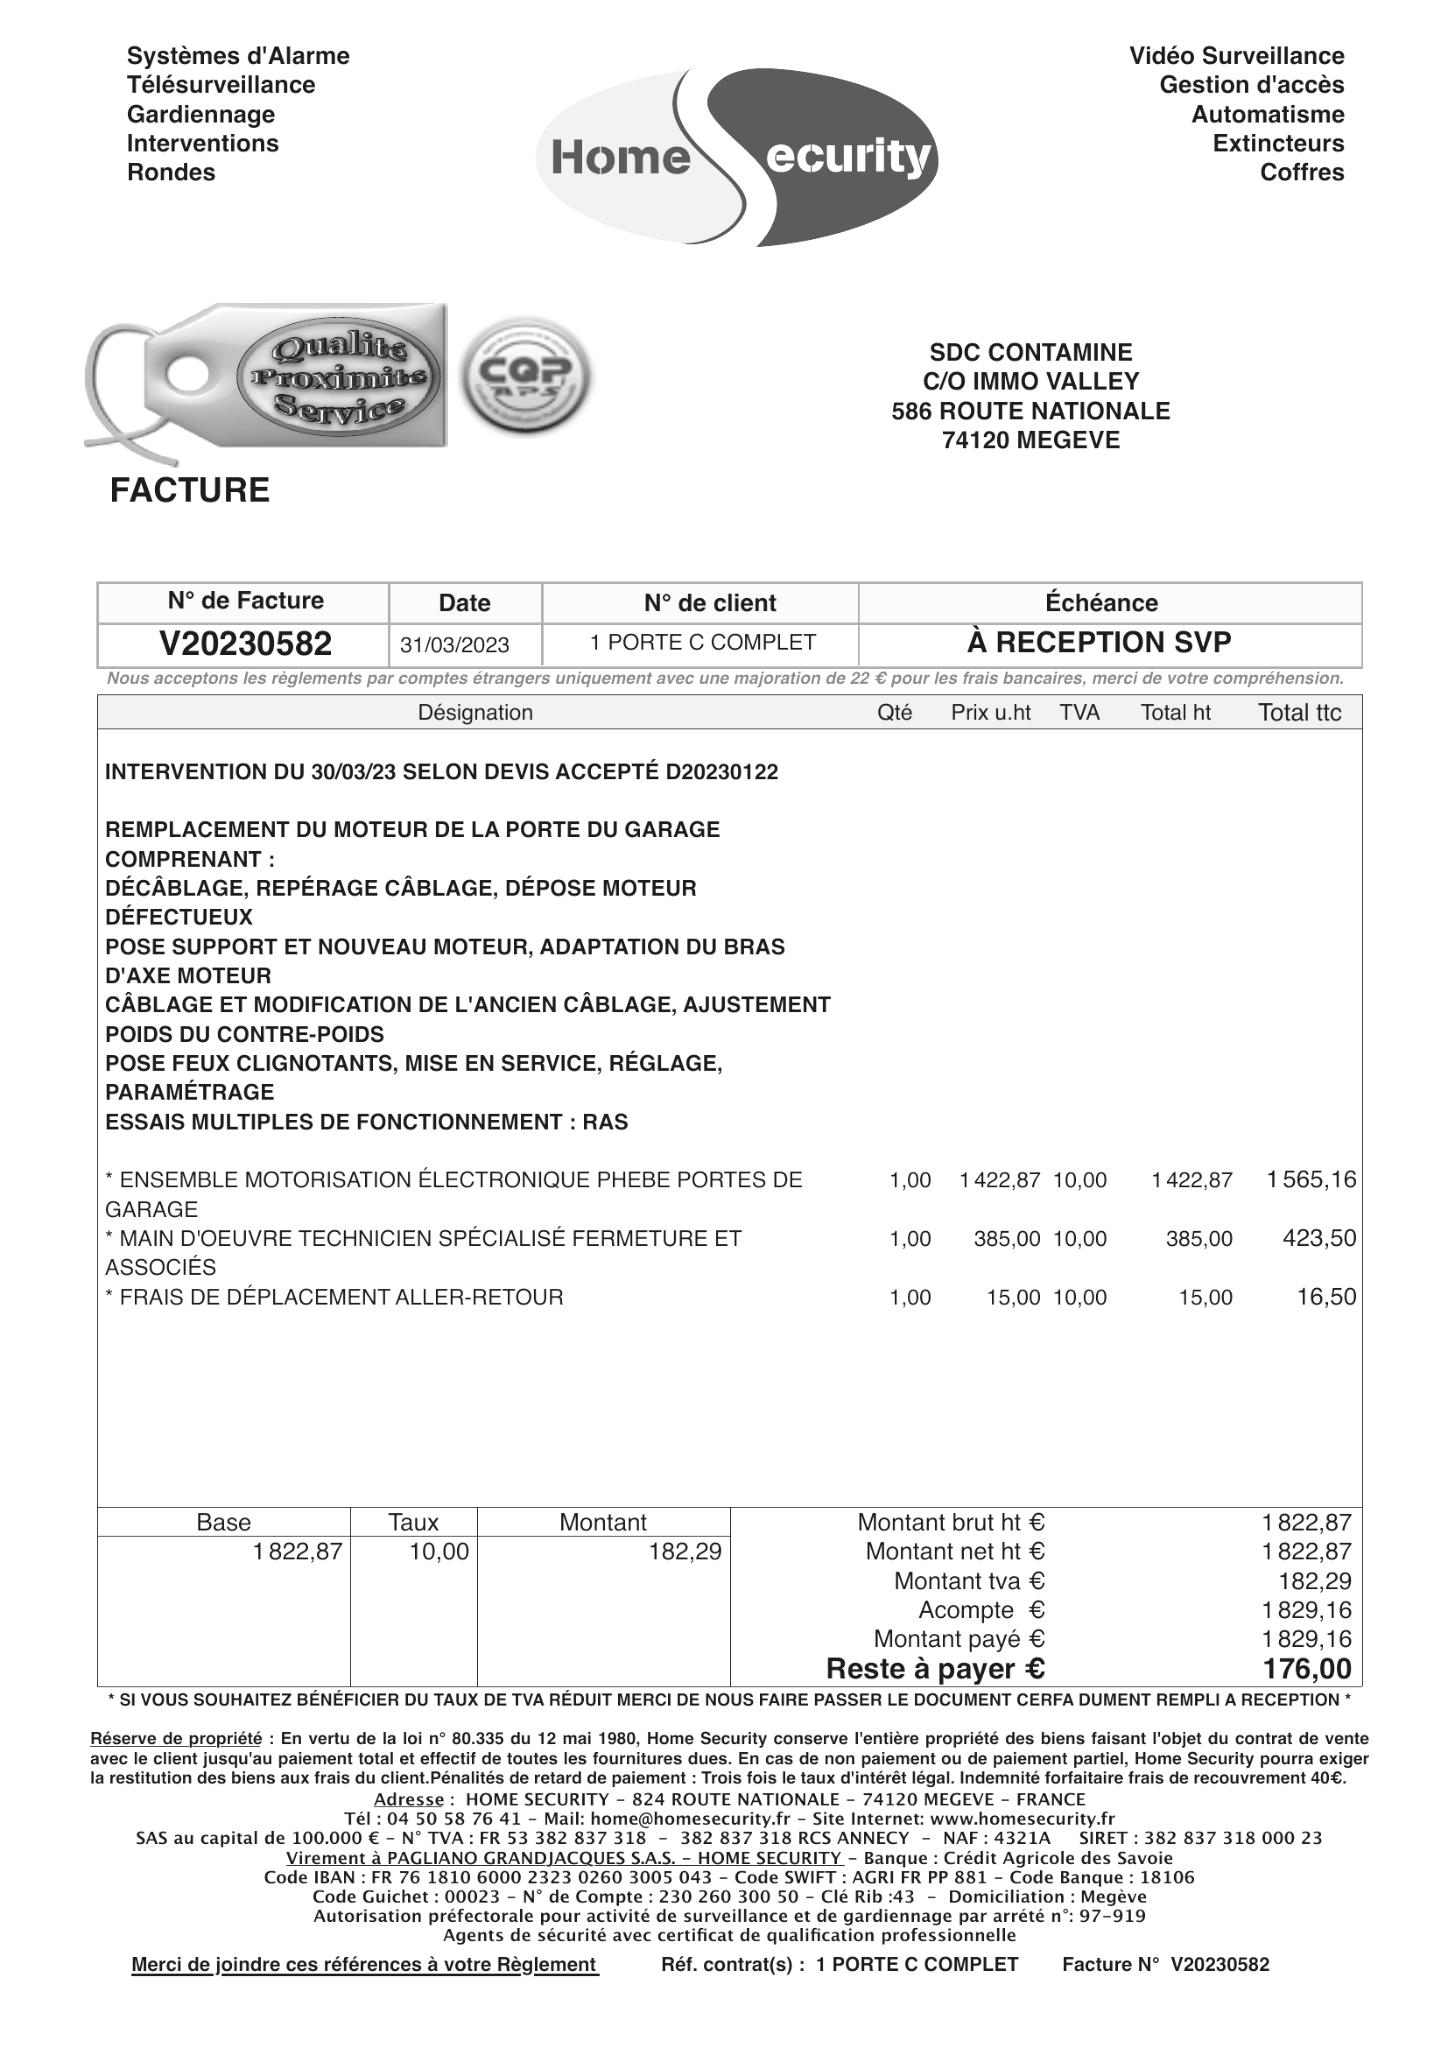 Systèmes d'Alarme
Télésurveillance
Gardiennage
Interventions
Rondes
Home Security
Vidéo Surveillance
Gestion d'accès
Automatisme
Extincteurs
Coffres
Qualité
Proximité
Service
CQP
APS
SDC CONTAMINE
C/O IMMO VALLEY
586 ROUTE NATIONALE
74120 MEGEVE
FACTURE
N° de Facture Date N° de client Échéance
V20230582 31/03/2023 1 PORTE C COMPLET À RECEPTION SVP
Nous acceptons les règlements par comptes étrangers uniquement avec une majoration de 22 € pour les frais bancaires, merci de votre compréhension.
Désignation Qté Prix u.ht TVA Total ht Total ttc
INTERVENTION DU 30/03/23 SELON DEVIS ACCEPTÉ D20230122
REMPLACEMENT DU MOTEUR DE LA PORTE DU GARAGE
COMPRENANT :
DÉCÂBLAGE, REPÉRAGE CÂBLAGE, DÉPOSE MOTEUR
DÉFECTUEUX
POSE SUPPORT ET NOUVEAU MOTEUR, ADAPTATION DU BRAS
D'AXE MOTEUR
CÂBLAGE ET MODIFICATION DE L'ANCIEN CÂBLAGE, AJUSTEMENT
POIDS DU CONTRE-POIDS
POSE FEUX CLIGNOTANTS, MISE EN SERVICE, RÉGLAGE,
PARAMÉTRAGE
ESSAIS MULTIPLES DE FONCTIONNEMENT : RAS
* ENSEMBLE MOTORISATION ÉLECTRONIQUE PHEBE PORTES DE 1,00 1 422,87 10,00 1 422,87 1 565,16
GARAGE
* MAIN D'OEUVRE TECHNICIEN SPÉCIALISÉ FERMETURE ET 1,00 385,00 10,00 385,00 423,50
ASSOCIÉS
* FRAIS DE DÉPLACEMENT ALLER-RETOUR 1,00 15,00 10,00 15,00 16,50
Base Taux Montant Montant brut ht € 1 822,87
1 822,87 10,00 182,29 Montant net ht € 1 822,87
Montant tva € 182,29
Acompte € 1 829,16
Montant payé € 1 829,16
Reste à payer € 176,00
* SI VOUS SOUHAITEZ BÉNÉFICIER DU TAUX DE TVA RÉDUIT MERCI DE NOUS FAIRE PASSER LE DOCUMENT CERFA DUMENT REMPLI A RECEPTION *
Réserve de propriété : En vertu de la loi n° 80.335 du 12 mai 1980, Home Security conserve l'entière propriété des biens faisant l'objet du contrat de vente
avec le client jusqu'au paiement total et effectif de toutes les fournitures dues. En cas de non paiement ou de paiement partiel, Home Security pourra exiger
la restitution des biens aux frais du client.Pénalités de retard de paiement : Trois fois le taux d'intérêt légal. Indemnité forfaitaire frais de recouvrement 40€.
Adresse : HOME SECURITY – 824 ROUTE NATIONALE – 74120 MEGEVE – FRANCE
Tél : 04 50 58 76 41 – Mail: home@homesecurity.fr – Site Internet: www.homesecurity.fr
SAS au capital de 100.000 € – N° TVA : FR 53 382 837 318 – 382 837 318 RCS ANNECY – NAF : 4321A SIRET : 382 837 318 000 23
Virement à PAGLIANO GRANDJACQUES S.A.S. – HOME SECURITY – Banque : Crédit Agricole des Savoie
Code IBAN : FR 76 1810 6000 2323 0260 3005 043 – Code SWIFT : AGRI FR PP 881 – Code Banque : 18106
Code Guichet : 00023 – N° de Compte : 230 260 300 50 – Clé Rib :43 – Domiciliation : Megève
Autorisation préfectorale pour activité de surveillance et de gardiennage par arrété n°: 97–919
Agents de sécurité avec certificat de qualification professionnelle
Merci de joindre ces références à votre Règlement Réf. contrat(s) : 1 PORTE C COMPLET Facture N° V20230582